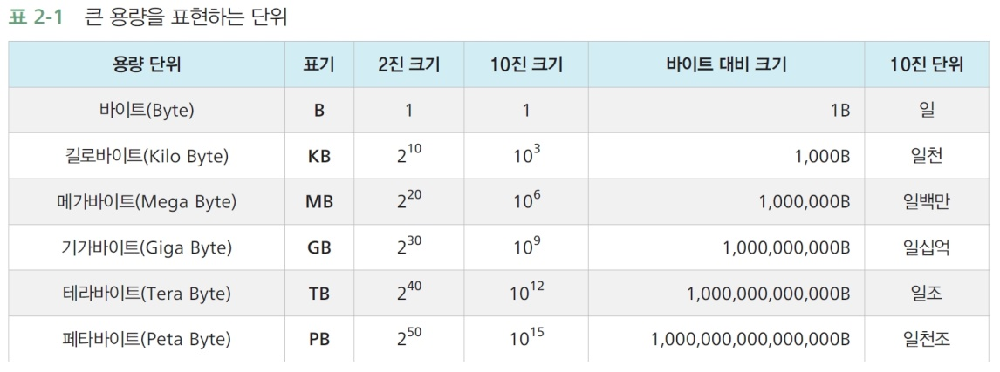 표 2-1 큰 용량을 표현하는 단위
용량 단위 표기 2진 크기 10진 크기 바이트 대비 크기 10진 단위
바이트(Byte) B 1 1 1B 일
킬로바이트(Kilo Byte) KB 2^10 10^3 1,000B 일천
메가바이트(Mega Byte) MB 2^20 10^6 1,000,000B 일백만
기가바이트(Giga Byte) GB 2^30 10^9 1,000,000,000B 일십억
테라바이트(Tera Byte) TB 2^40 10^12 1,000,000,000,000B 일조
페타바이트(Peta Byte) PB 2^50 10^15 1,000,000,000,000,000B 일천조